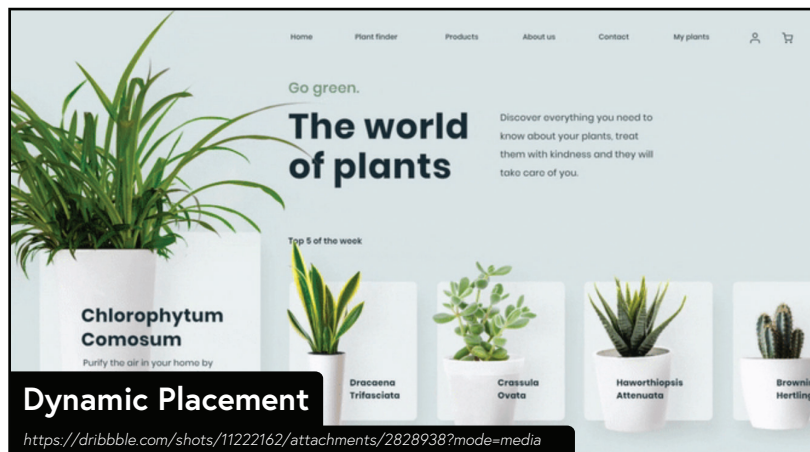 Home Plant finder Products About us Contact My plants
Go green.
The world
of plants
Discover everything you need to
know about your plants, treat
them with kindness and they will
take care of you.
Top 5 of the week
Chlorophytum
Comosum
Purify the air in your home by
Dracaena
Trifasciata
Crassula
Ovata
Haworthiopsis
Attenuata
Browni
Hertling
Dynamic Placement
https://dribbble.com/shots/11222162/attachments/2828938?mode=media